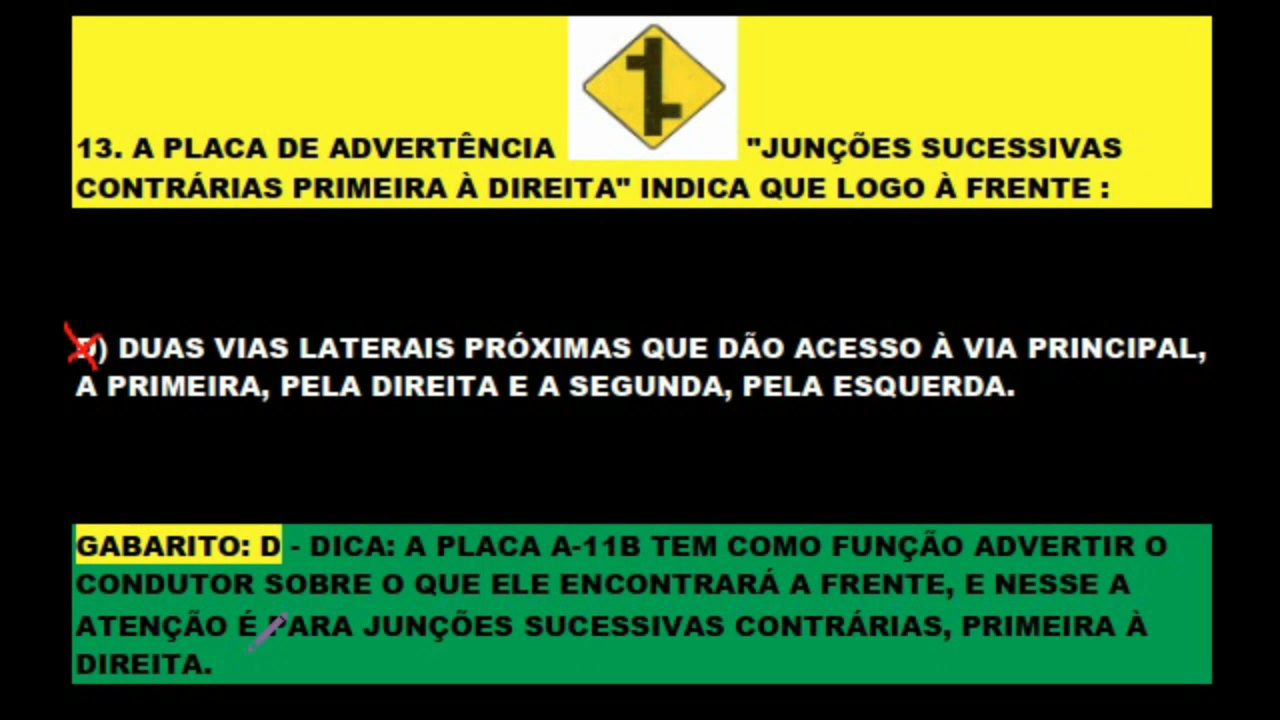 13. A PLACA DE ADVERTÊNCIA "JUNÇÕES SUCESSIVAS
CONTRÁRIAS PRIMEIRA À DIREITA" INDICA QUE LOGO À FRENTE :
D) DUAS VIAS LATERAIS PRÓXIMAS QUE DÃO ACESSO À VIA PRINCIPAL,
A PRIMEIRA, PELA DIREITA E A SEGUNDA, PELA ESQUERDA.
GABARITO: D - DICA: A PLACA A-11B TEM COMO FUNÇÃO ADVERTIR O
CONDUTOR SOBRE O QUE ELE ENCONTRARÁ A FRENTE, E NESSE A
ATENÇÃO É PARA JUNÇÕES SUCESSIVAS CONTRÁRIAS, PRIMEIRA À
DIREITA.